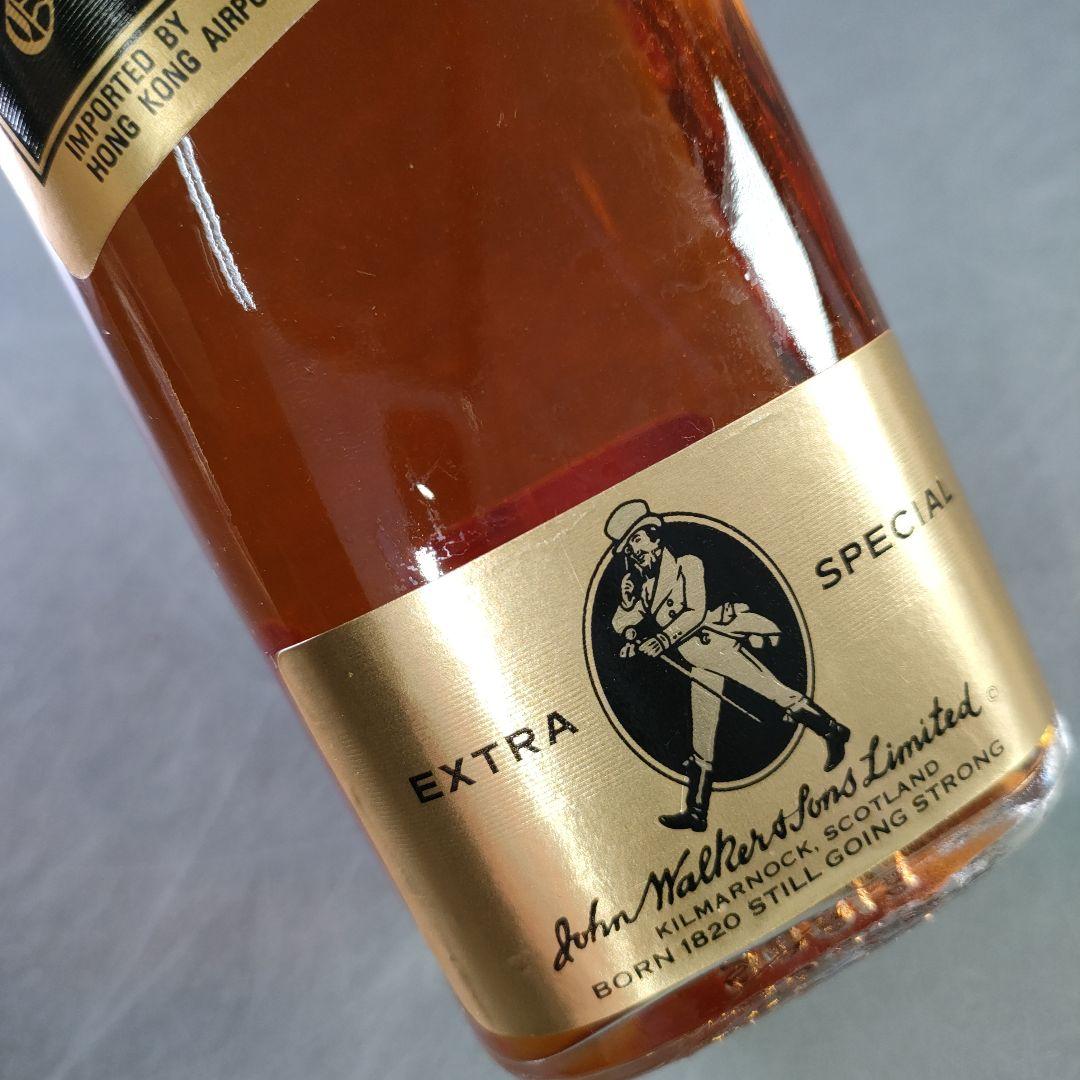 IMPORTED BY
HONG KONG
EXTRA SPECIAL
John Walker & Sons Limited ©
KILMARNOCK, SCOTLAND
BORN 1820 STILL GOING STRONG